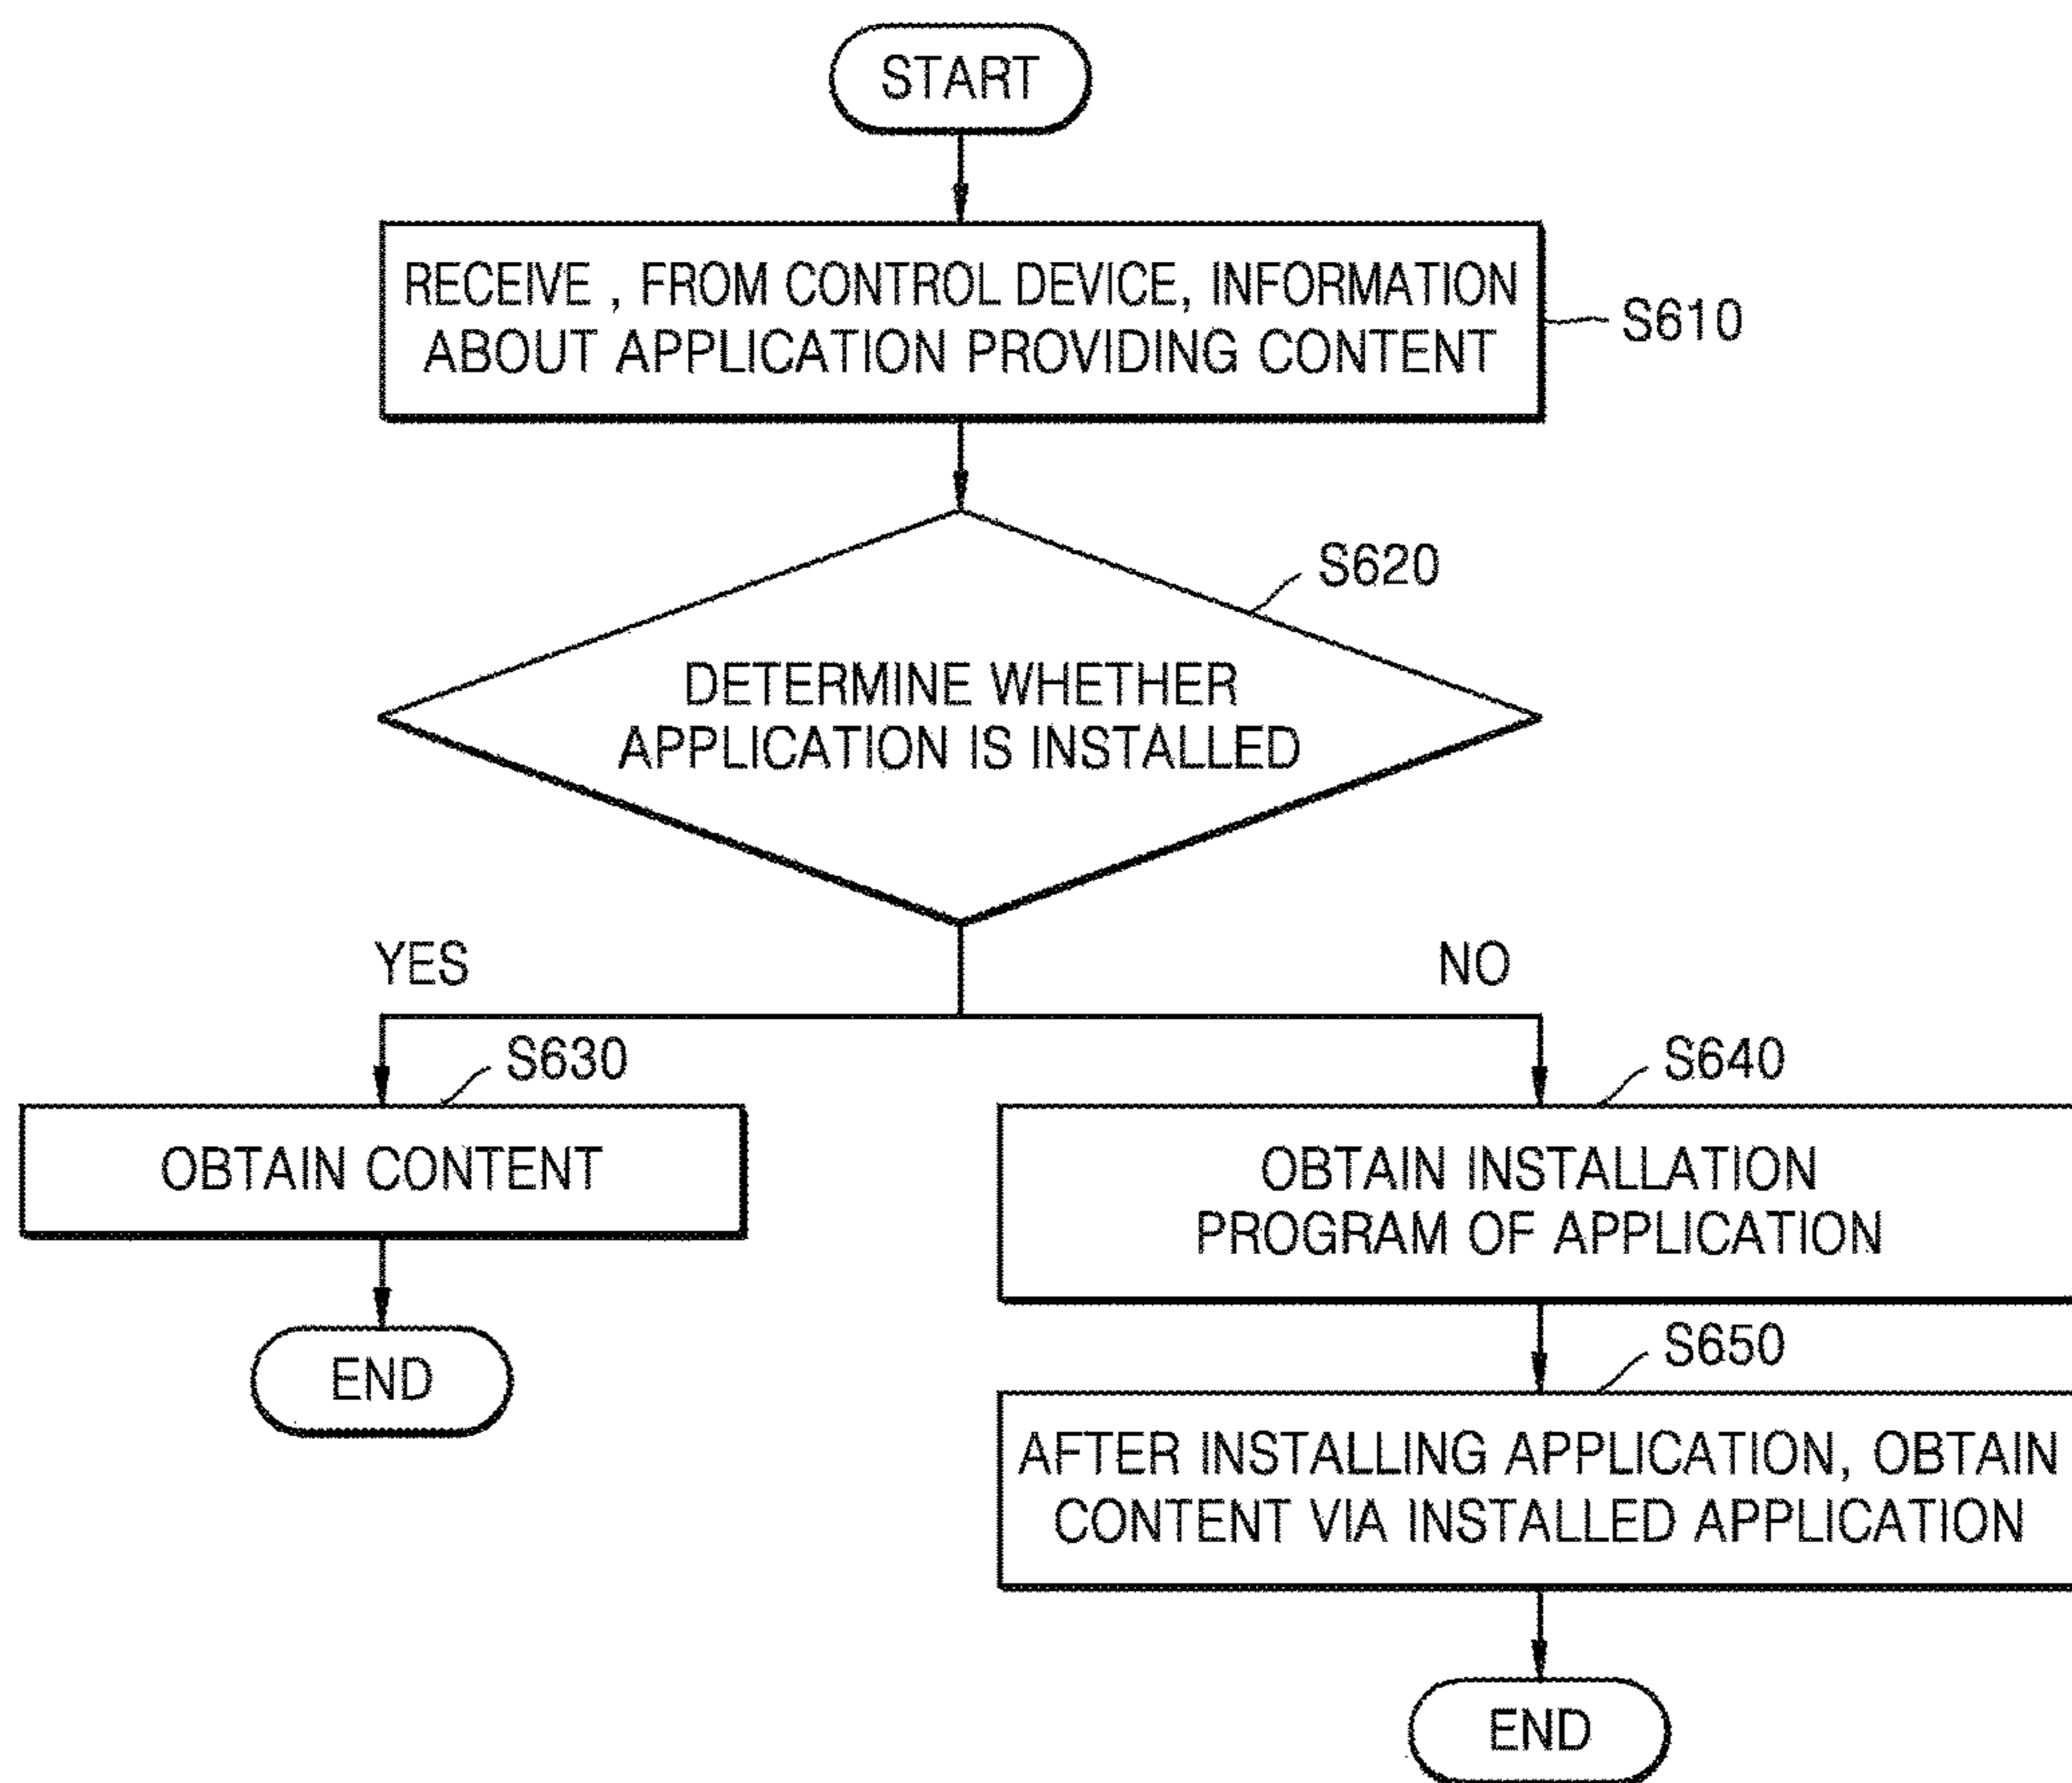 START
RECEIVE , FROM CONTROL DEVICE, INFORMATION
ABOUT APPLICATION PROVIDING CONTENT
S610
S620
DETERMINE WHETHER
APPLICATION IS INSTALLED
YES
NO
S630
OBTAIN CONTENT
END
S640
OBTAIN INSTALLATION
PROGRAM OF APPLICATION
S650
AFTER INSTALLING APPLICATION, OBTAIN
CONTENT VIA INSTALLED APPLICATION
END